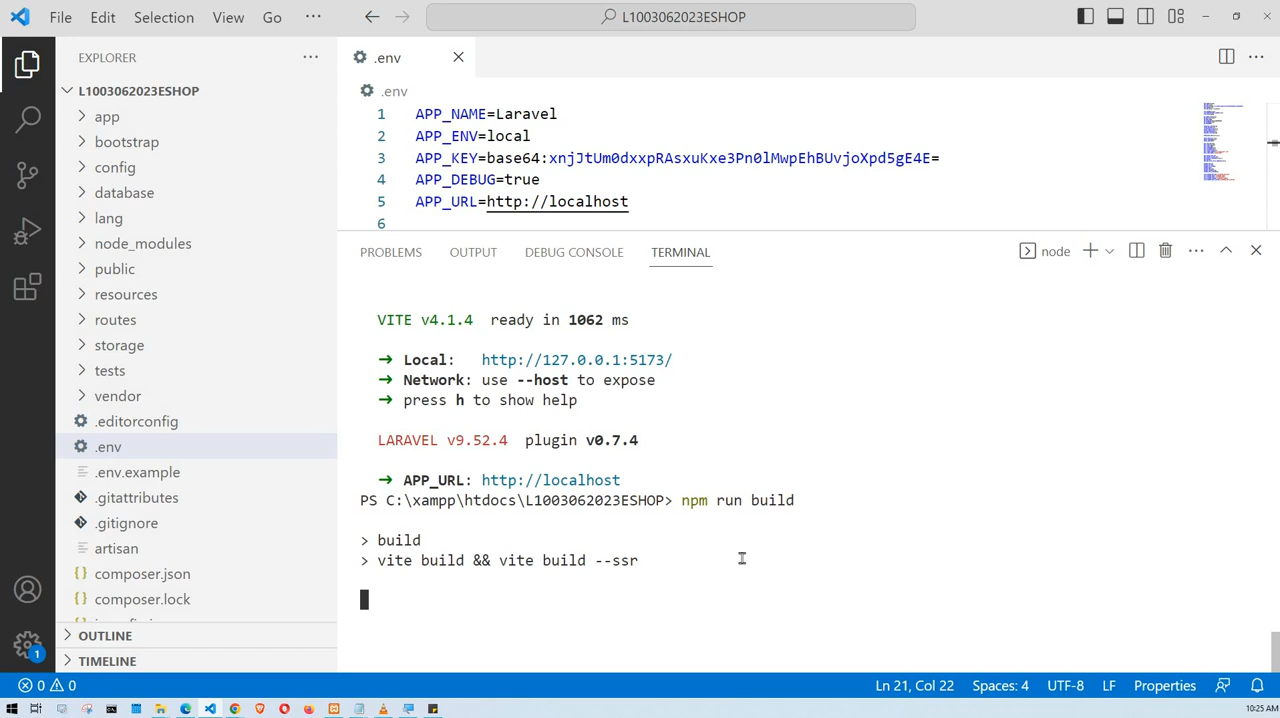 File Edit Selection View Go ···
L1003062023ESHOP
EXPLORER
L1003062023ESHOP
app
bootstrap
config
database
lang
node_modules
public
resources
routes
storage
tests
vendor
.editorconfig
.env
.env.example
.gitattributes
.gitignore
artisan
composer.json
composer.lock
OUTLINE
TIMELINE
.env
.env
1 APP_NAME=Laravel
2 APP_ENV=local
3 APP_KEY=base64:xnjJtUm0dxxpRAsxuKxe3Pn0lMwpEhBUvjoXpd5gE4E=
4 APP_DEBUG=true
5 APP_URL=http://localhost
6
PROBLEMS OUTPUT DEBUG CONSOLE TERMINAL
node
VITE v4.1.4 ready in 1062 ms
➜ Local: http://127.0.0.1:5173/
➜ Network: use --host to expose
➜ press h to show help
LARAVEL v9.52.4 plugin v0.7.4
➜ APP_URL: http://localhost
PS C:\xampp\htdocs\L1003062023ESHOP> npm run build
> build
> vite build && vite build --ssr
1
0 0
Ln 21, Col 22 Spaces: 4 UTF-8 LF Properties
10:25 AM